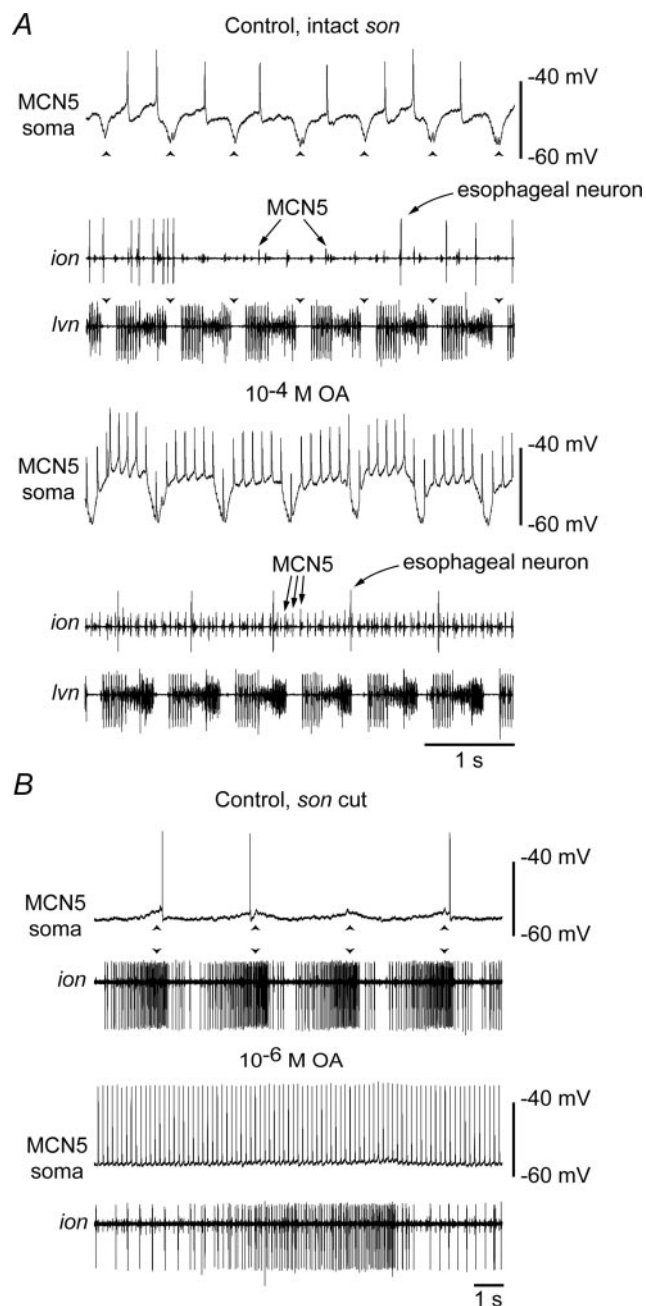 A
Control, intact son
MCN5
soma
-40 mV
-60 mV
esophageal neuron
MCN5
ion
lvn
10-4 M OA
MCN5
soma
-40 mV
-60 mV
MCN5
esophageal neuron
ion
lvn
1 s
B
Control, son cut
MCN5
soma
-40 mV
-60 mV
ion
10-6 M OA
MCN5
soma
-40 mV
-60 mV
ion
1 s